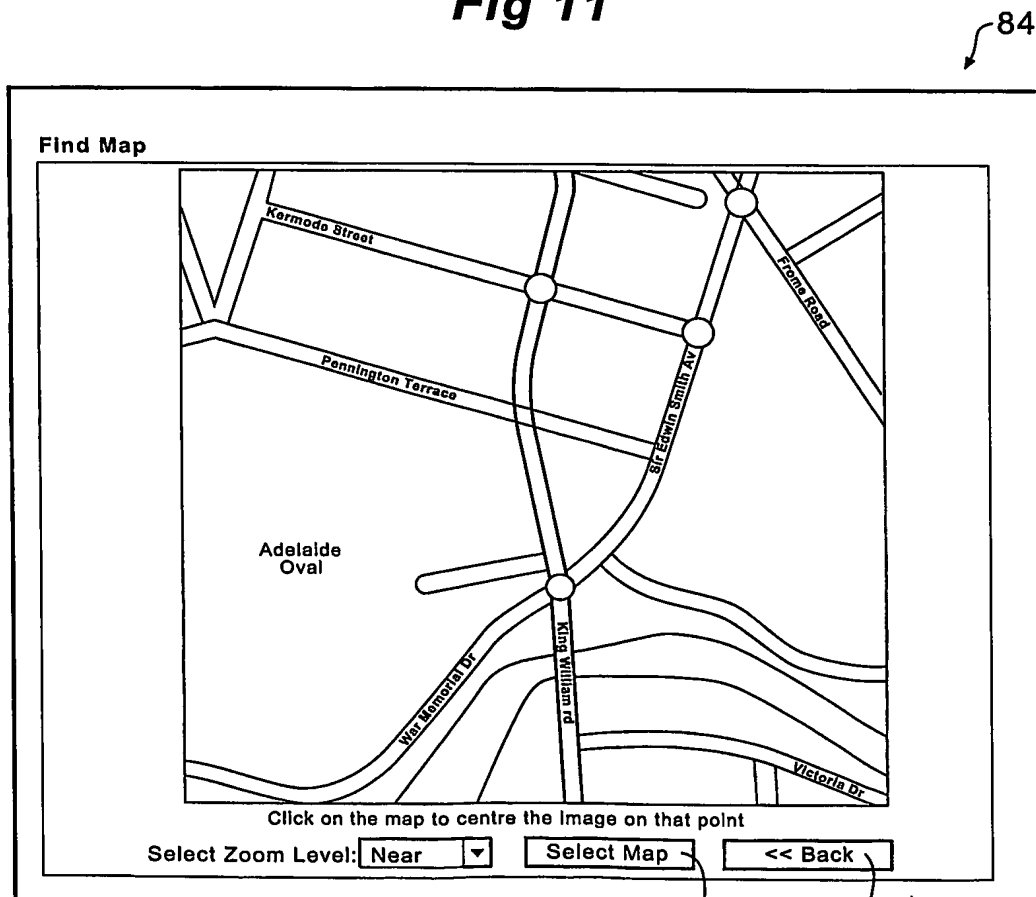 Fig 11
84
Find Map
Kermode Street
Frome Road
Pennington Terrace
Sir Edwin Smith Av
Adelaide
Oval
King William rd
War Memorial Dr
Victoria Dr
Click on the map to centre the image on that point
Select Zoom Level: Near Select Map << Back